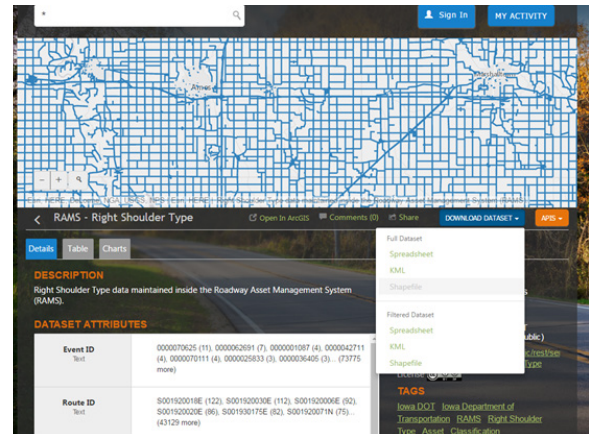 *
Sign In
MY ACTIVITY
Ames
RAMS - Right Shoulder Type
Open In ArcGIS
Comments (0)
Share
DOWNLOAD DATASET
APIS
Details
Table
Charts
Full Dataset
Spreadsheet
KML
Shapefile
Filtered Dataset
Spreadsheet
KML
Shapefile
DESCRIPTION
Right Shoulder Type data maintained inside the Roadway Asset Management System
(RAMS).
DATASET ATTRIBUTES
Event ID
Text
0000070625 (11), 0000062691 (7), 0000001087 (4), 0000042711
(4), 0000070111 (4), 0000025833 (3), 0000036405 (3)... (73775
more)
Route ID
Text
S001920018E (122), S001920030E (112), S001920006E (92),
S001920020E (86), S001930175E (82), S001920071N (75)...
(43129 more)
License
TAGS
Iowa DOT Iowa Department of
Transportation RAMS Right Shoulder
Type Asset Classification